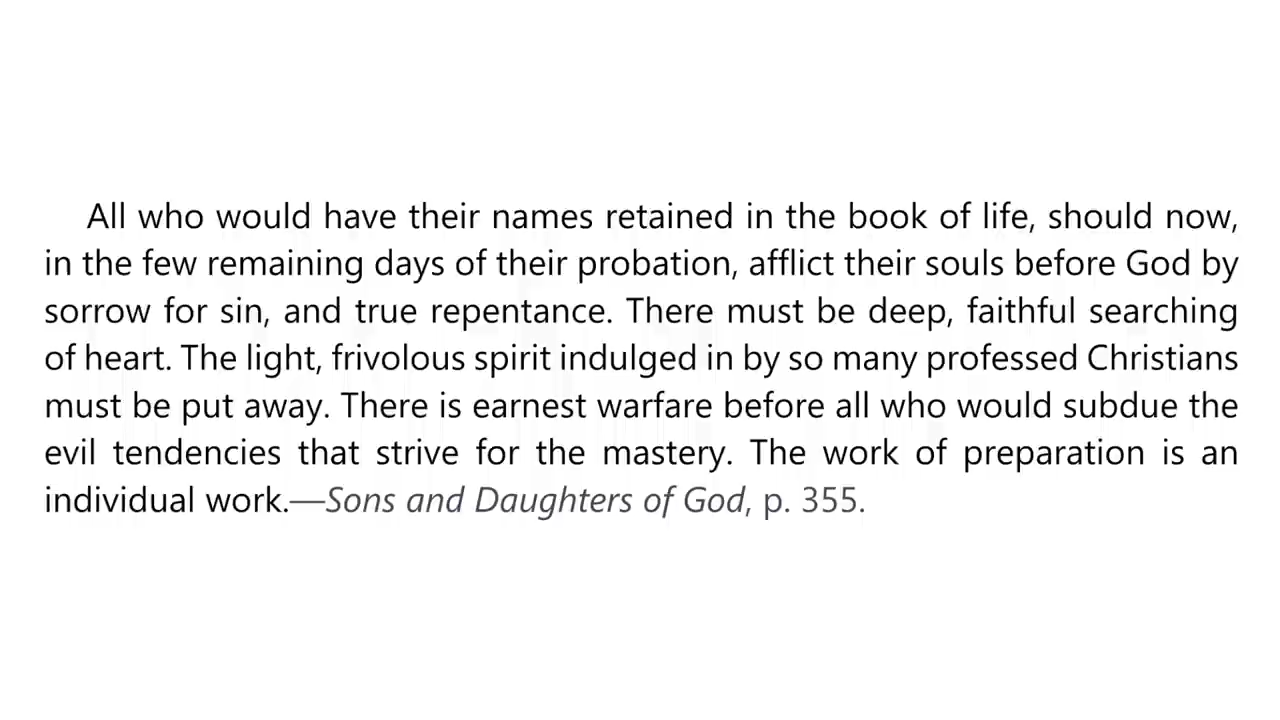 All who would have their names retained in the book of life, should now,
in the few remaining days of their probation, afflict their souls before God by
sorrow for sin, and true repentance. There must be deep, faithful searching
of heart. The light, frivolous spirit indulged in by so many professed Christians
must be put away. There is earnest warfare before all who would subdue the
evil tendencies that strive for the mastery. The work of preparation is an
individual work.—Sons and Daughters of God, p. 355.